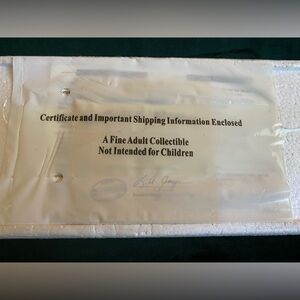 Certificate and Important Shipping Information Enclosed
A Fine Adult Collectible
Not Intended for Children